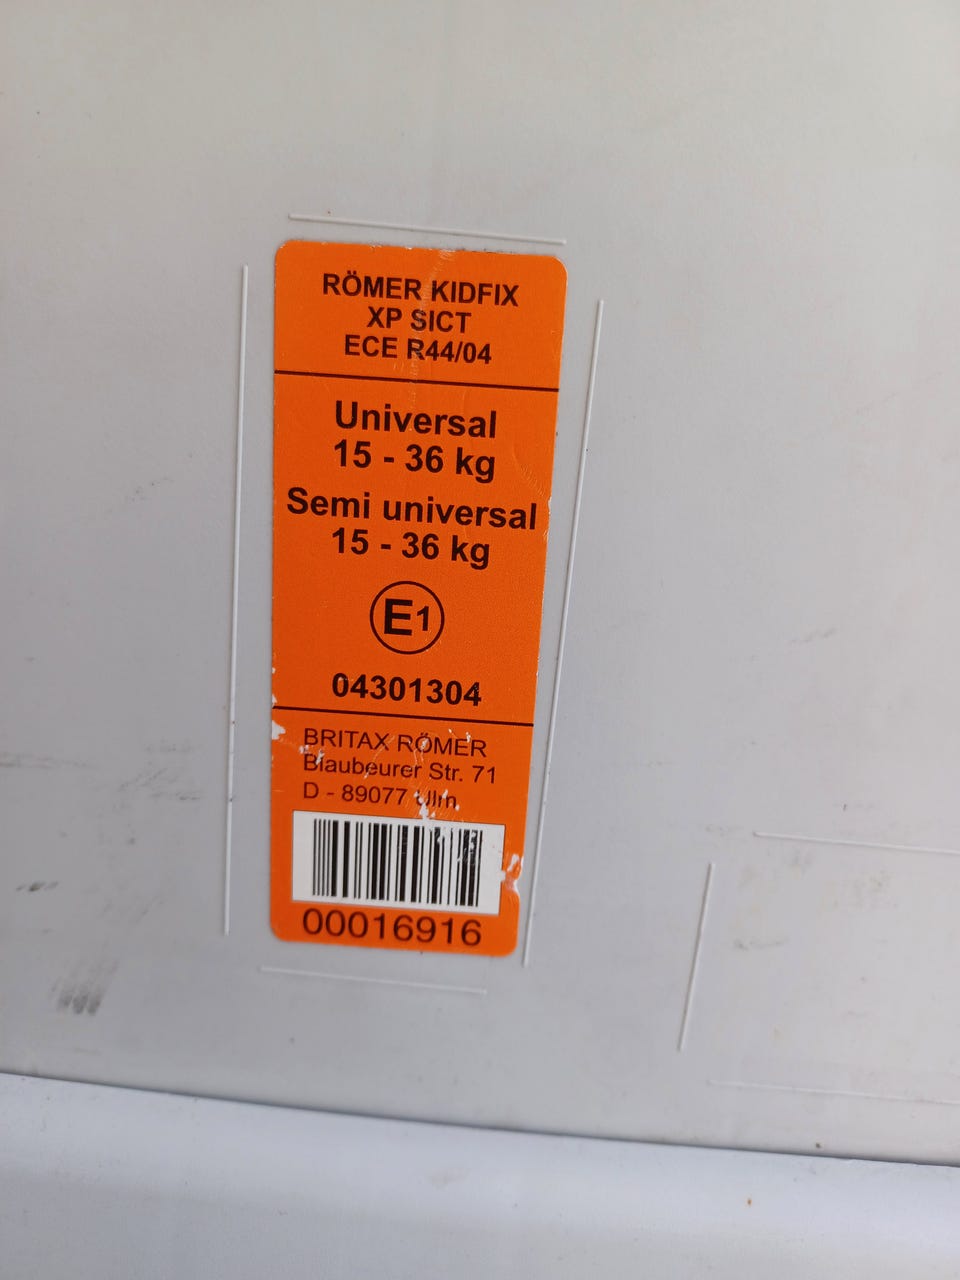 RÖMER KIDFIX
XP SICT
ECE R44/04
Universal
15 - 36 kg
Semi universal
15 - 36 kg
E1
04301304
BRITAX RÖMER
Blaubeurer Str. 71
D - 89077 Ulm
00016916